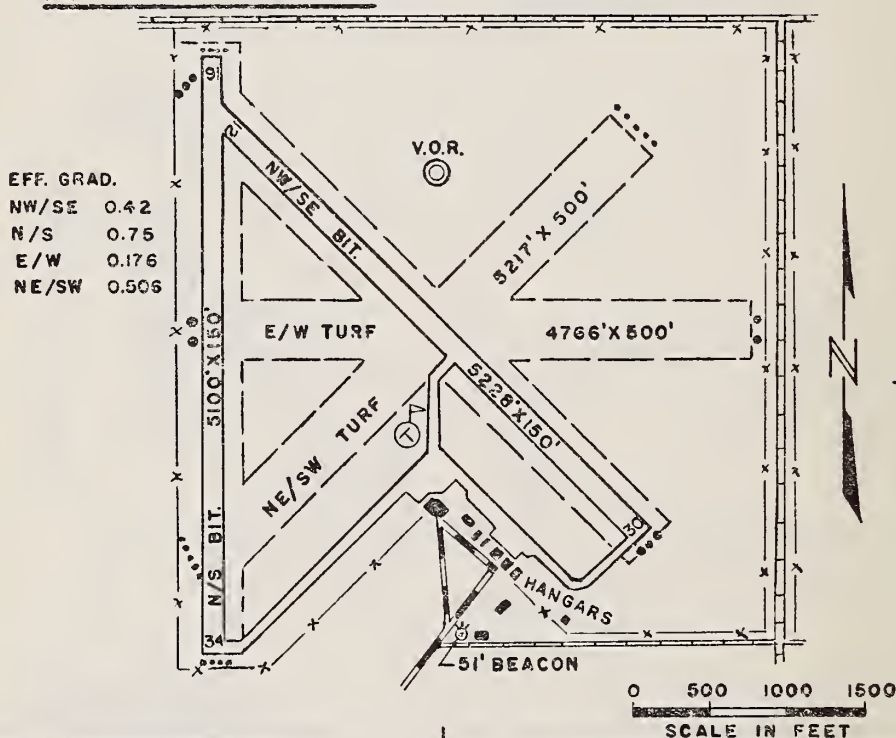 V.O.R.
EFF. GRAD.
NW/SE 0.42
N/S 0.75
E/W 0.176
NE/SW 0.506
91
21
NW/SE BIT.
5217' X 500'
E/W TURF
4766' X 500'
5100' X 150'
5228' X 150'
NE/SW TURF
T
N
N/S BIT.
30
34
HANGARS
51' BEACON
0 500 1000 1500
SCALE IN FEET